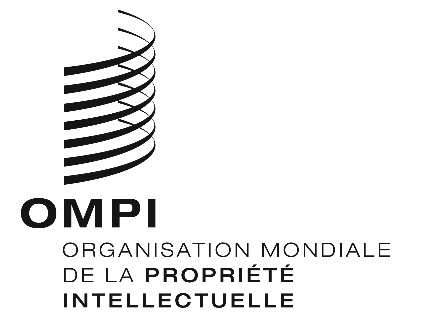 OMPI
ORGANISATION MONDIALE
DE LA PROPRIÉTÉ
INTELLECTUELLE